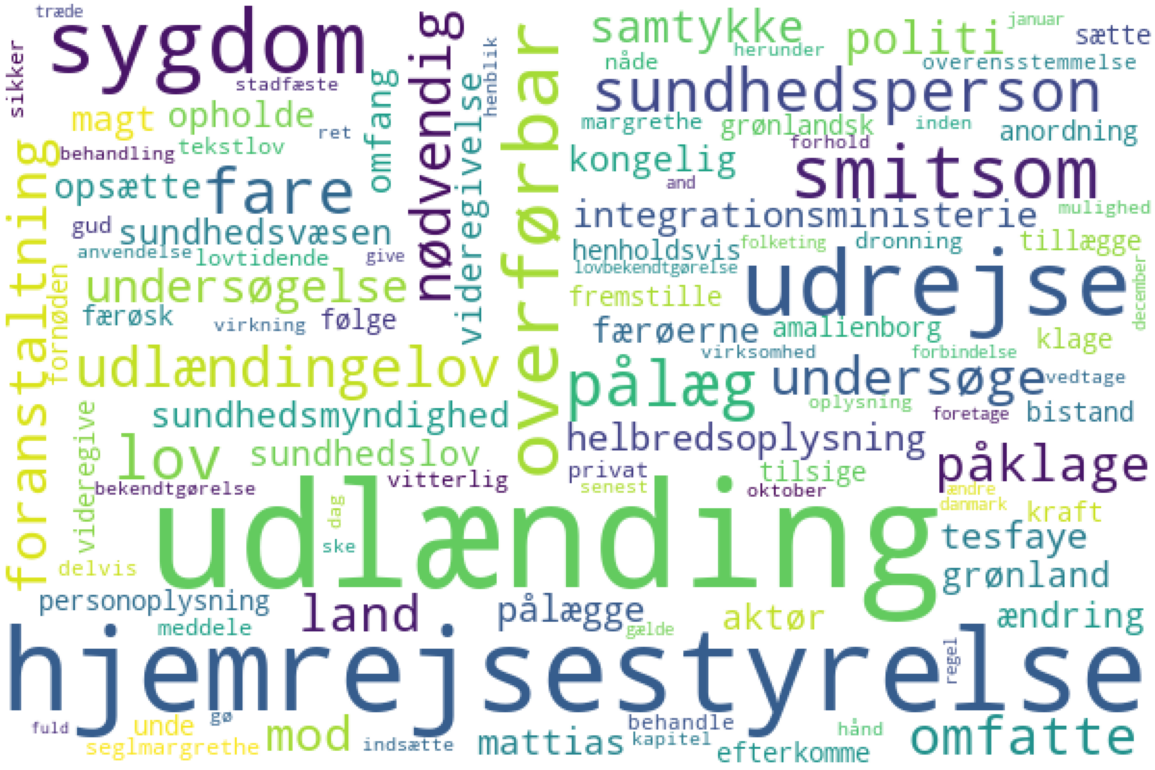 træde
sygdom
sikker
stadfæste
nødvendig
henblik
overførbar
samtykke
januar
politi
sætte
herunder
nåde
overensstemmelse
sundhedsperson
magt
opholde
ret
omfang
videregivelse
margrethe
grønlandsk
inden
anordning
behandling
tekstlov
forhold
foranstaltning
kongelig
smitsom
and
opsætte
fare
integrationsministerie
mulighed
gud
sundhedsvæsen
henholdsvis
folketing
dronning
tillægge
anvendelse
lovtidende
give
lovbekendtgørelse
udrejse
december
fornøden
undersøgelse
fremstille
færøsk
virkning
følge
færøerne
amalienborg
klage
udlændingelov
virksomhed
forbindelse
pålæg
undersøge
vedtage
videregive
sundhedsmyndighed
oplysning
foretage
bistand
lov
sundhedslov
helbredsoplysning
påklage
bekendtgørelse
vitterlig
privat
tilsige
senest
oktober
ændre
danmark
kraft
udlænding
dag
ske
tesfaye
delvis
grønland
personoplysning
land
pålægge
aktør
ændring
meddele
gælde
hjemrejsestyrelse
regel
fuld
unde
gø
mod
indsætte
mattias
behandle
kapitel
efterkomme
hånd
omfatte
seglmargrethe